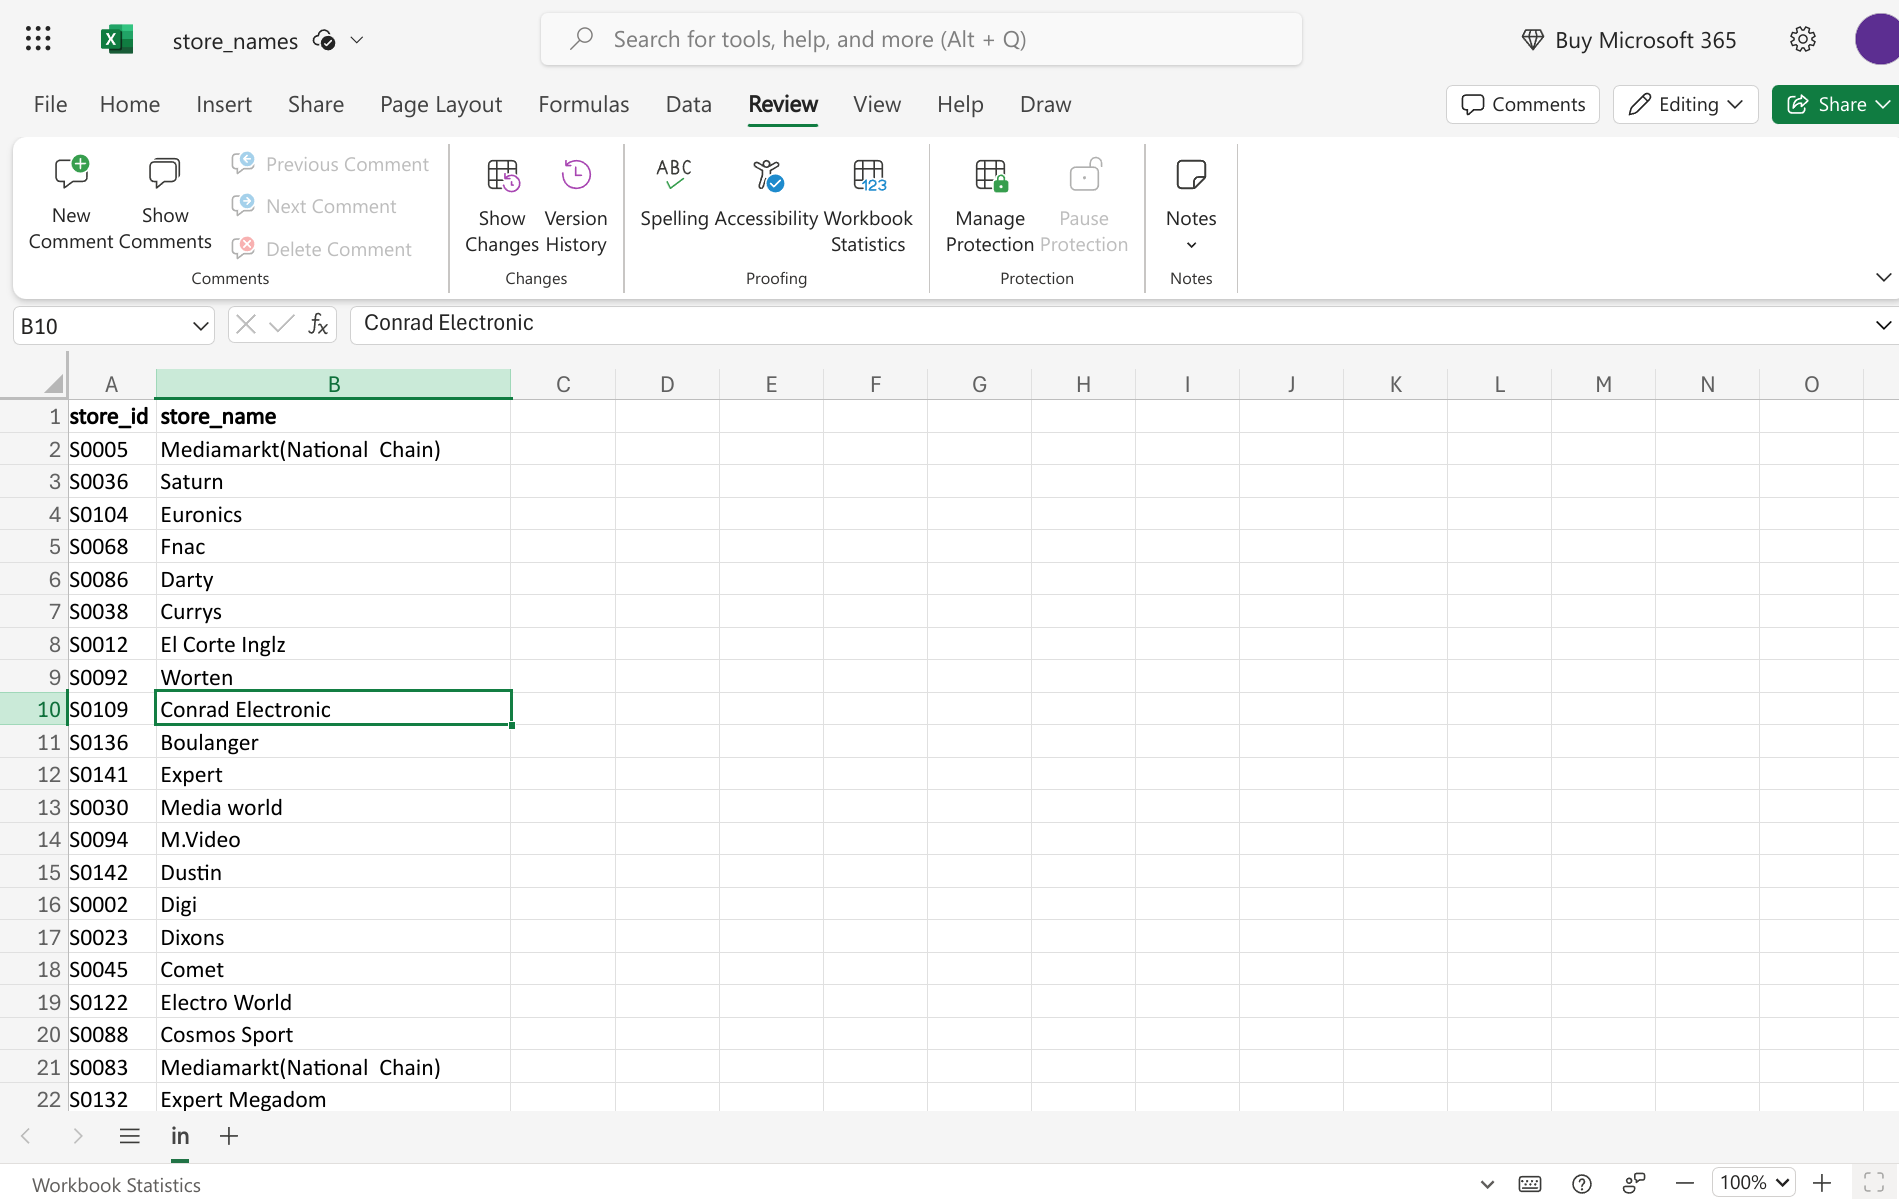 store_names
Search for tools, help, and more (Alt + Q)
Buy Microsoft 365
File Home Insert Share Page Layout Formulas Data Review View Help Draw
Comments Editing Share
New Comment
Show Comments
Previous Comment
Next Comment
Delete Comment
Comments
Show Changes
Version History
Changes
ABC
Spelling
Accessibility
123
Workbook Statistics
Proofing
Manage Protection
Pause Protection
Protection
Notes
Notes
B10 fx Conrad Electronic
A B C D E F G H I J K L M N O
1 store_id store_name
2 S0005 Mediamarkt(National  Chain)
3 S0036 Saturn
4 S0104 Euronics
5 S0068 Fnac
6 S0086 Darty
7 S0038 Currys
8 S0012 El Corte Inglz
9 S0092 Worten
10 S0109 Conrad Electronic
11 S0136 Boulanger
12 S0141 Expert
13 S0030 Media world
14 S0094 M.Video
15 S0142 Dustin
16 S0002 Digi
17 S0023 Dixons
18 S0045 Comet
19 S0122 Electro World
20 S0088 Cosmos Sport
21 S0083 Mediamarkt(National  Chain)
22 S0132 Expert Megadom
in
Workbook Statistics
100%